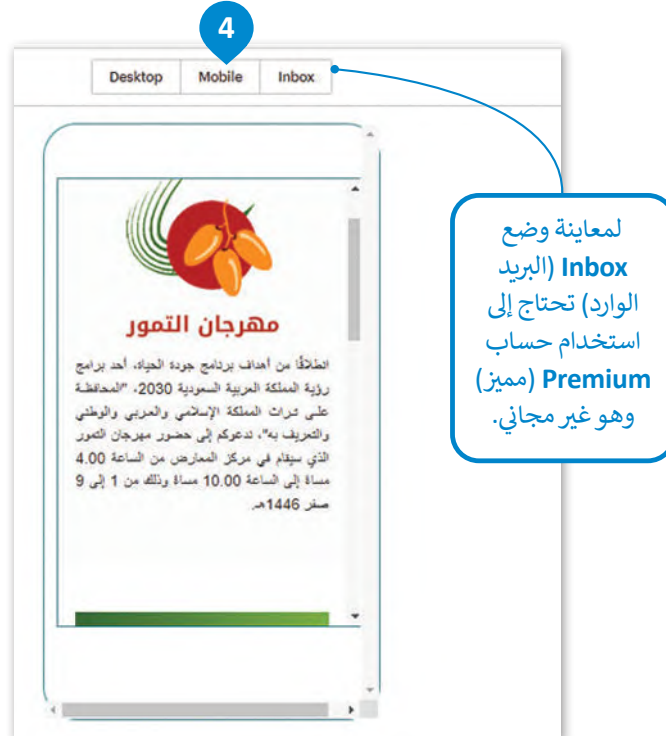 4
Desktop Mobile Inbox
مهرجان التمور
انطلاقًا من أهداف برنامج جودة الحياة، أحد برامج
رؤية المملكة العربية السعودية 2030، "المحافظة
على تراث المملكة الإسلامي والعربي والوطني
والتعريف به"، ندعوكم إلى حضور مهرجان التمور
الذي سيقام في مركز المعارض من الساعة 4.00
مساءً إلى الساعة 10.00 مساءً وذلك من 1 إلى 9
صفر 1446هـ.
لمعاينة وضع
Inbox (البريد
الوارد) تحتاج إلى
استخدام حساب
Premium (مميز)
وهو غير مجاني.